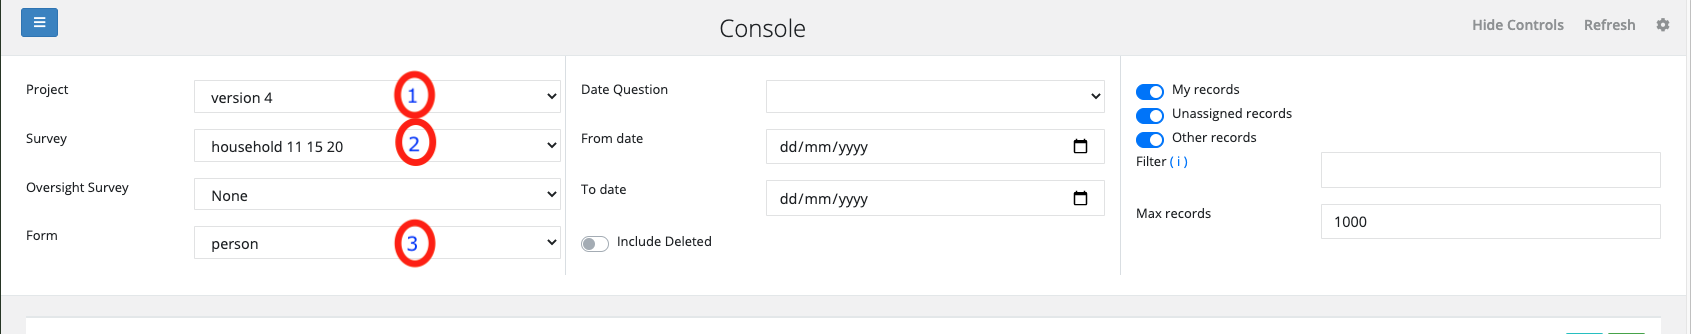 Console
Hide Controls Refresh
Project
version 4
1
Survey
household 11 15 20
2
Oversight Survey
None
Form
person
3
Date Question
From date
dd/mm/yyyy
To date
dd/mm/yyyy
Include Deleted
My records
Unassigned records
Other records
Filter ( i )
Max records
1000